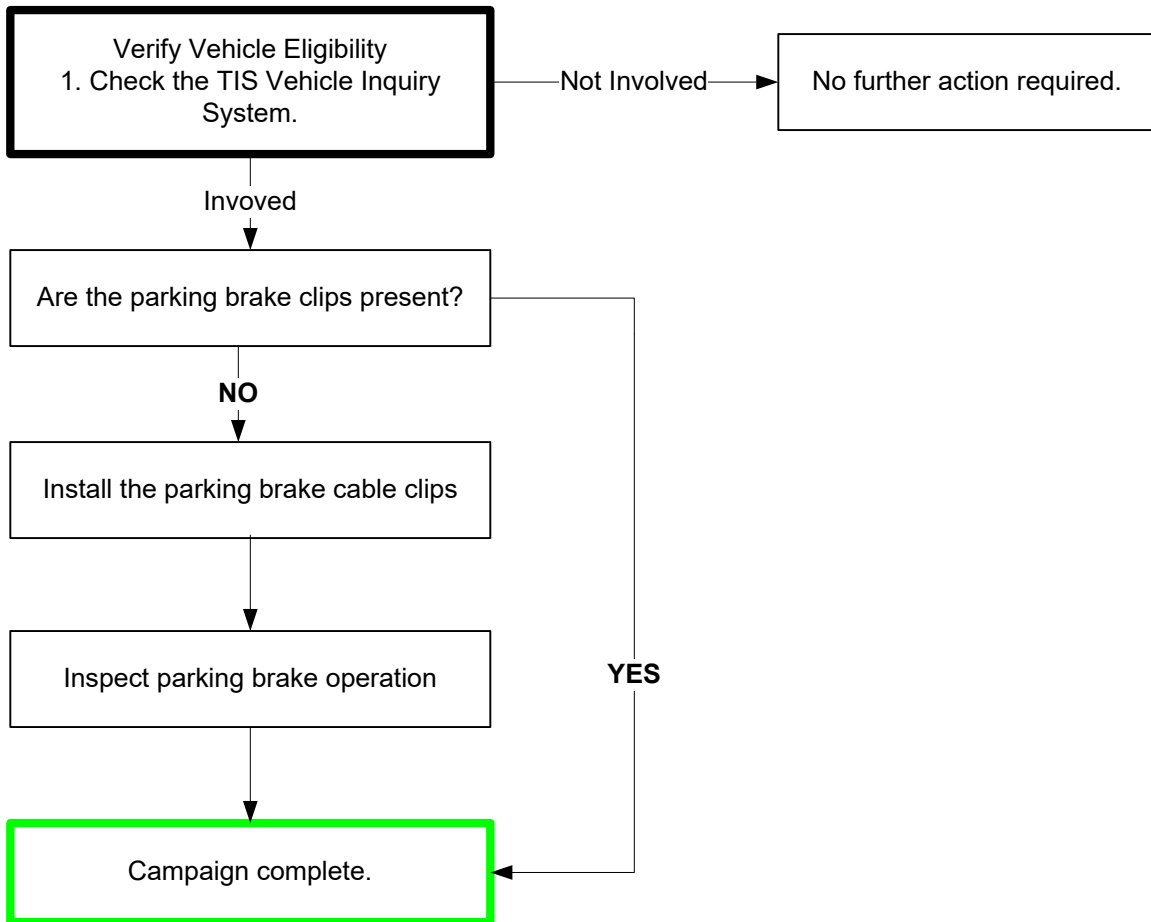 Verify Vehicle Eligibility
1. Check the TIS Vehicle Inquiry
System.
Not Involved
No further action required.
Invoved
Are the parking brake clips present?
NO
Install the parking brake cable clips
Inspect parking brake operation
YES
Campaign complete.